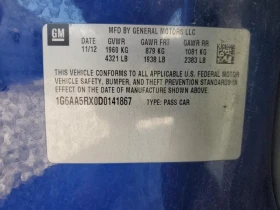 GM
MFD BY GENERAL MOTORS LLC
DATE GVWR GAWR FRT GAWR RR
11/12 1960 KG 879 KG 1081 KG
4321 LB 1938 LB 2383 LB
THIS VEHICLE CONFORMS TO ALL APPLICABLE U.S. FEDERAL MOTOR
VEHICLE SAFETY, BUMPER, AND THEFT PREVENTION STANDARDS IN
EFFECT ON THE DATE OF MANUFACTURE SHOWN ABOVE.
1G6AA5RX0D0141867 TYPE: PASS CAR